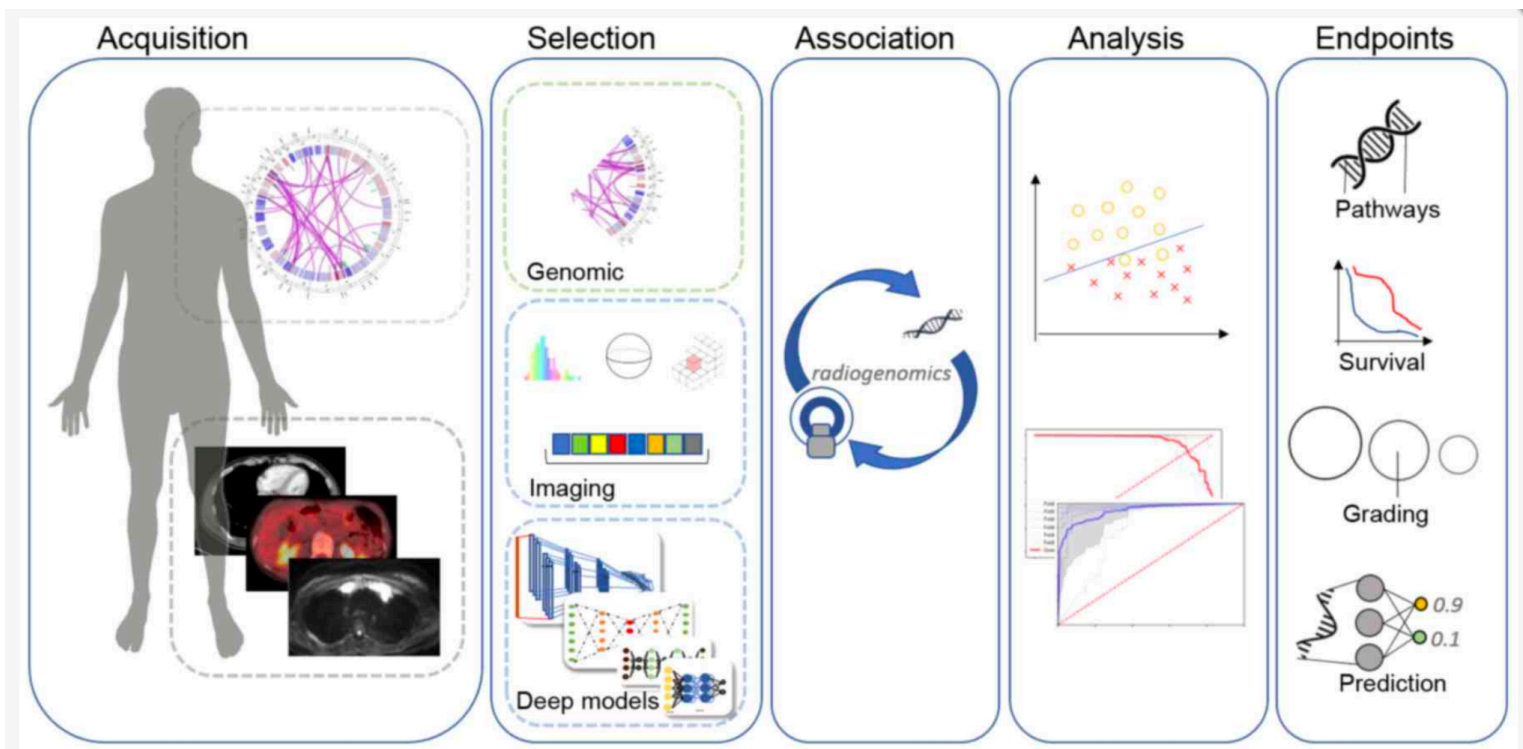 Acquisition
Selection
Association
Analysis
Endpoints
Genomic
Imaging
Deep models
radiogenomics
Pathways
Survival
Grading
0.9
0.1
Prediction